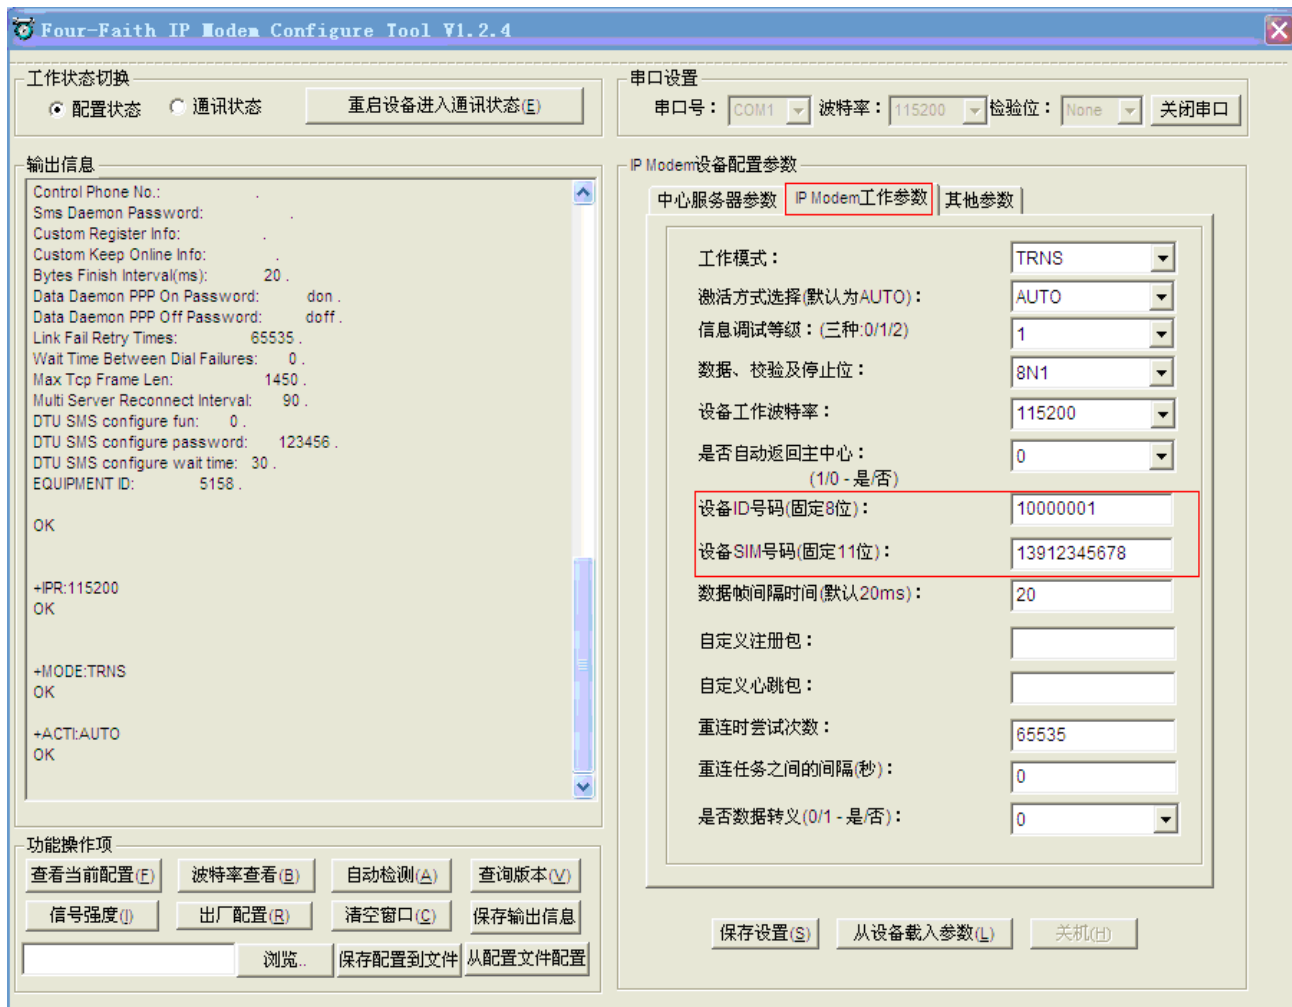 Four-Faith IP Modem Configure Tool V1.2.4
工作状态切换
配置状态 通讯状态 重启设备进入通讯状态(E)
串口设置
串口号： COM1 波特率： 115200 检验位： None 关闭串口
输出信息
Control Phone No.: .
Sms Daemon Password: .
Custom Register Info: .
Custom Keep Online Info: .
Bytes Finish Interval(ms): 20 .
Data Daemon PPP On Password: don .
Data Daemon PPP Off Password: doff .
Link Fail Retry Times: 65535 .
Wait Time Between Dial Failures: 0 .
Max Tcp Frame Len: 1450 .
Multi Server Reconnect Interval: 90 .
DTU SMS configure fun: 0 .
DTU SMS configure password: 123456 .
DTU SMS configure wait time: 30 .
EQUIPMENT ID: 5158 .
OK
+IPR:115200
OK
+MODE:TRNS
OK
+ACTI:AUTO
OK
IP Modem设备配置参数
中心服务器参数 IP Modem工作参数 其他参数
工作模式： TRNS
激活方式选择(默认为AUTO)： AUTO
信息调试等级：(三种:0/1/2) 1
数据、校验及停止位： 8N1
设备工作波特率： 115200
是否自动返回主中心： 0
(1/0 - 是/否)
设备ID号码(固定8位)： 10000001
设备SIM号码(固定11位)： 13912345678
数据帧间隔时间(默认20ms)： 20
自定义注册包：
自定义心跳包：
重连时尝试次数： 65535
重连任务之间的间隔(秒)： 0
是否数据转义(0/1 - 是/否)： 0
功能操作项
查看当前配置(F) 波特率查看(B) 自动检测(A) 查询版本(V)
信号强度(I) 出厂配置(R) 清空窗口(C) 保存输出信息
浏览.. 保存配置到文件 从配置文件配置
保存设置(S) 从设备载入参数(L) 关机(H)